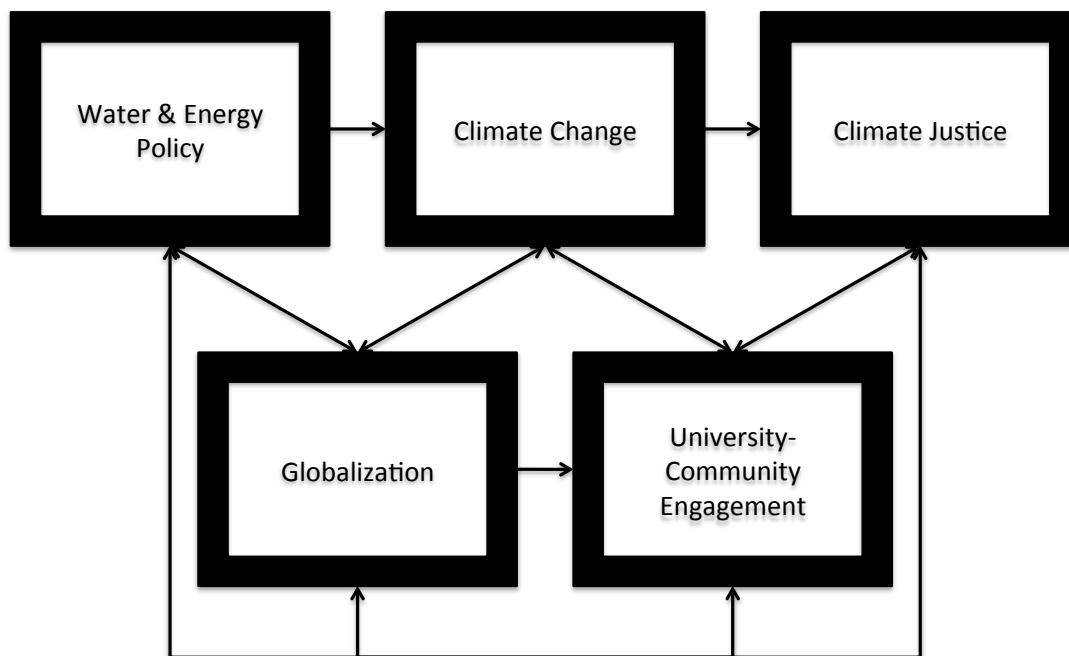 Water & Energy
Policy
Climate Change
Climate Justice
Globalization
University-
Community
Engagement